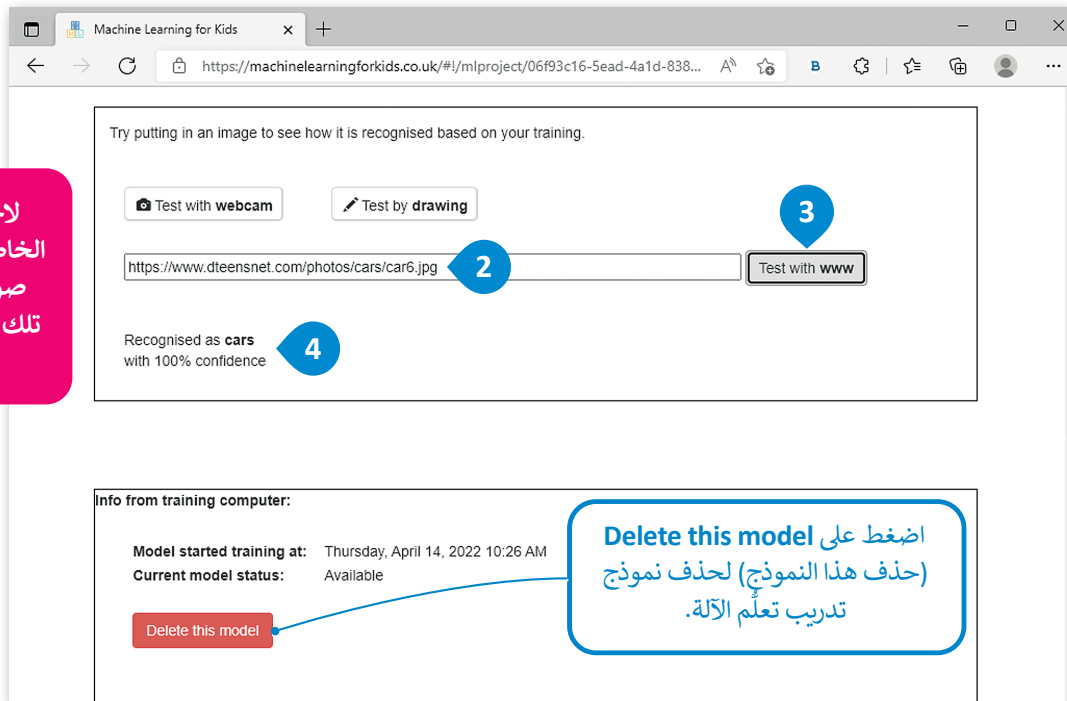 Machine Learning for Kids
https://machinelearningforkids.co.uk/#!/mlproject/06f93c16-5ead-4a1d-838...
B
Try putting in an image to see how it is recognised based on your training.
Test with webcam
Test by drawing
3
https://www.dteensnet.com/photos/cars/car6.jpg
2
Test with www
Recognised as cars
with 100% confidence
4
تلك
Info from training computer:
Model started training at: Thursday, April 14, 2022 10:26 AM
Current model status: Available
Delete this model
اضغط على Delete this model
(حذف هذا النموذج) لحذف نموذج
تدريب تعلُّم الآلة.